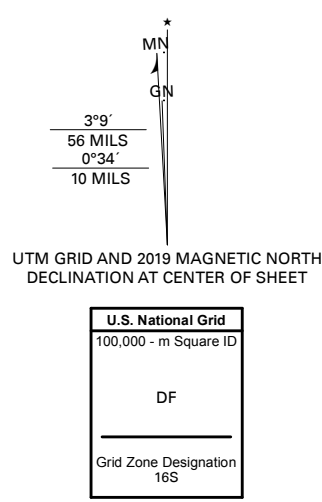 MN
GN
3°9´
56 MILS
0°34´
10 MILS
UTM GRID AND 2019 MAGNETIC NORTH
DECLINATION AT CENTER OF SHEET
U.S. National Grid
100,000 - m Square ID
DF
Grid Zone Designation
16S